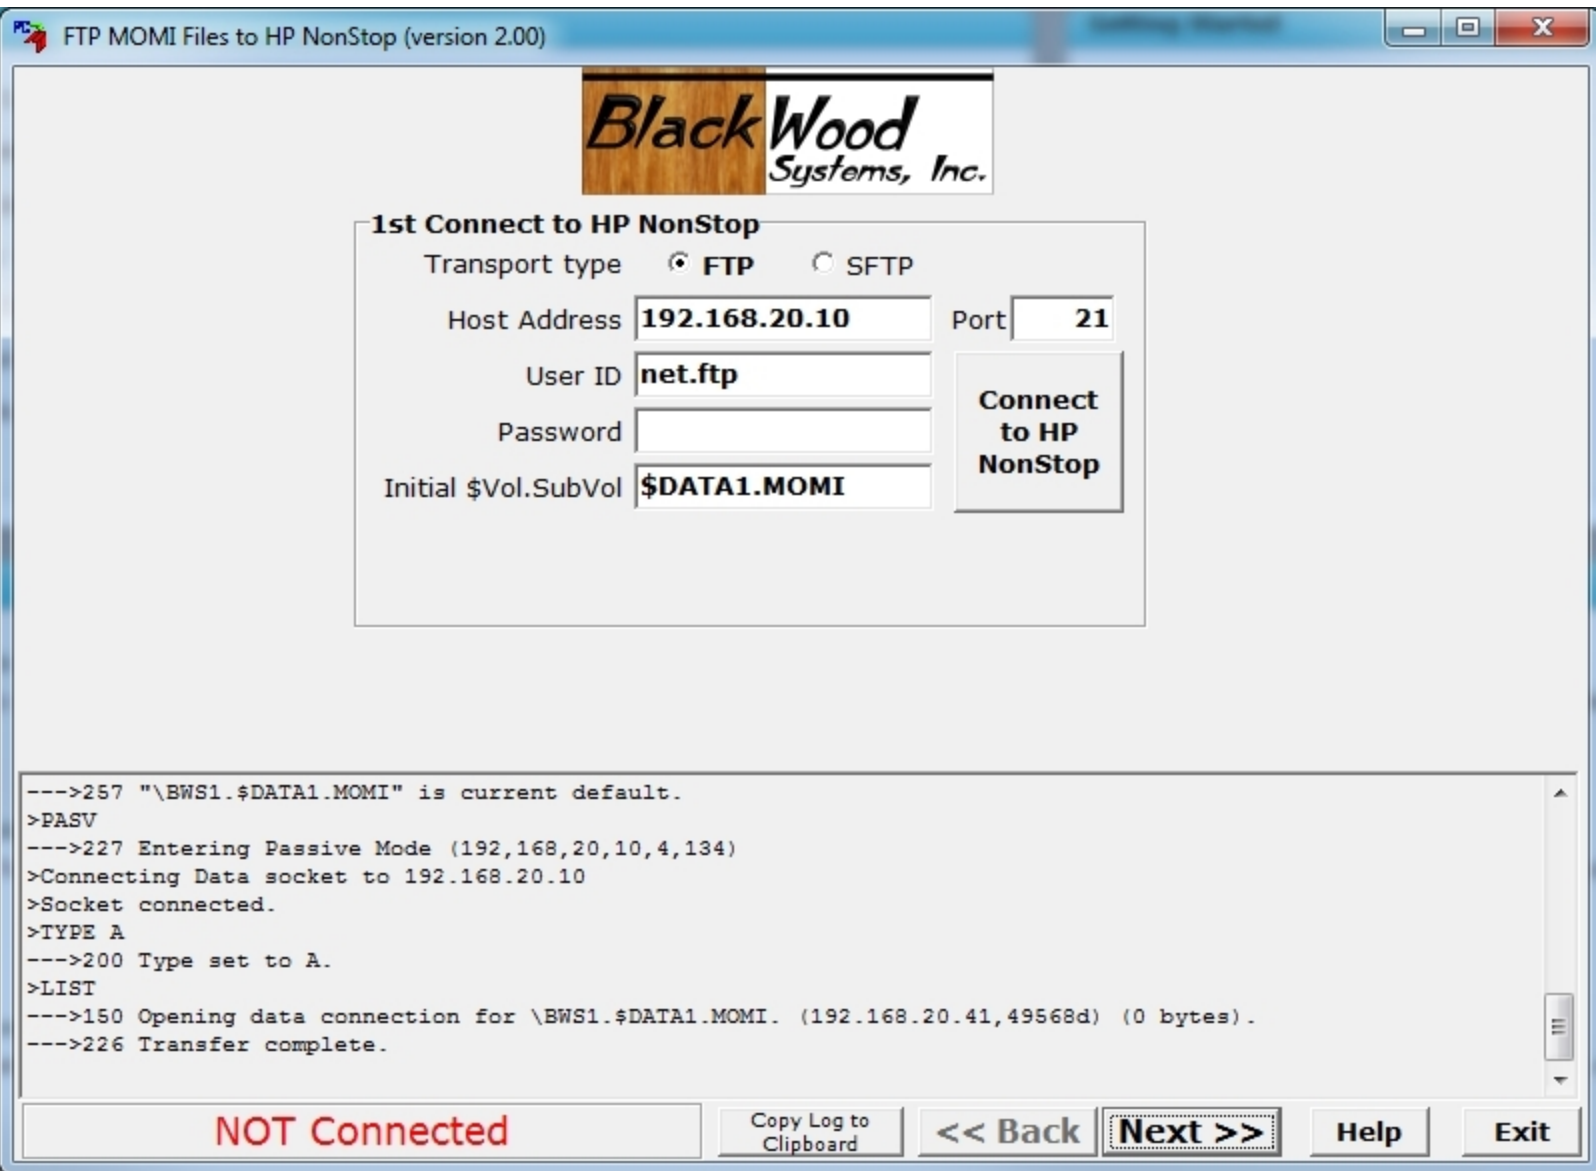 FTP MOMI Files to HP NonStop (version 2.00)
Getting Started
BlackWood
Systems, Inc.
1st Connect to HP NonStop
Transport type FTP SFTP
Host Address 192.168.20.10 Port 21
User ID net.ftp
Password
Initial $Vol.SubVol $DATA1.MOMI
Connect
to HP
NonStop
--->257 "\BWS1.$DATA1.MOMI" is current default.
>PASV
--->227 Entering Passive Mode (192,168,20,10,4,134)
>Connecting Data socket to 192.168.20.10
>Socket connected.
>TYPE A
--->200 Type set to A.
>LIST
--->150 Opening data connection for \BWS1.$DATA1.MOMI. (192.168.20.41,49568d) (0 bytes).
--->226 Transfer complete.
NOT Connected
Copy Log to
Clipboard
<< Back
Next >>
Help
Exit